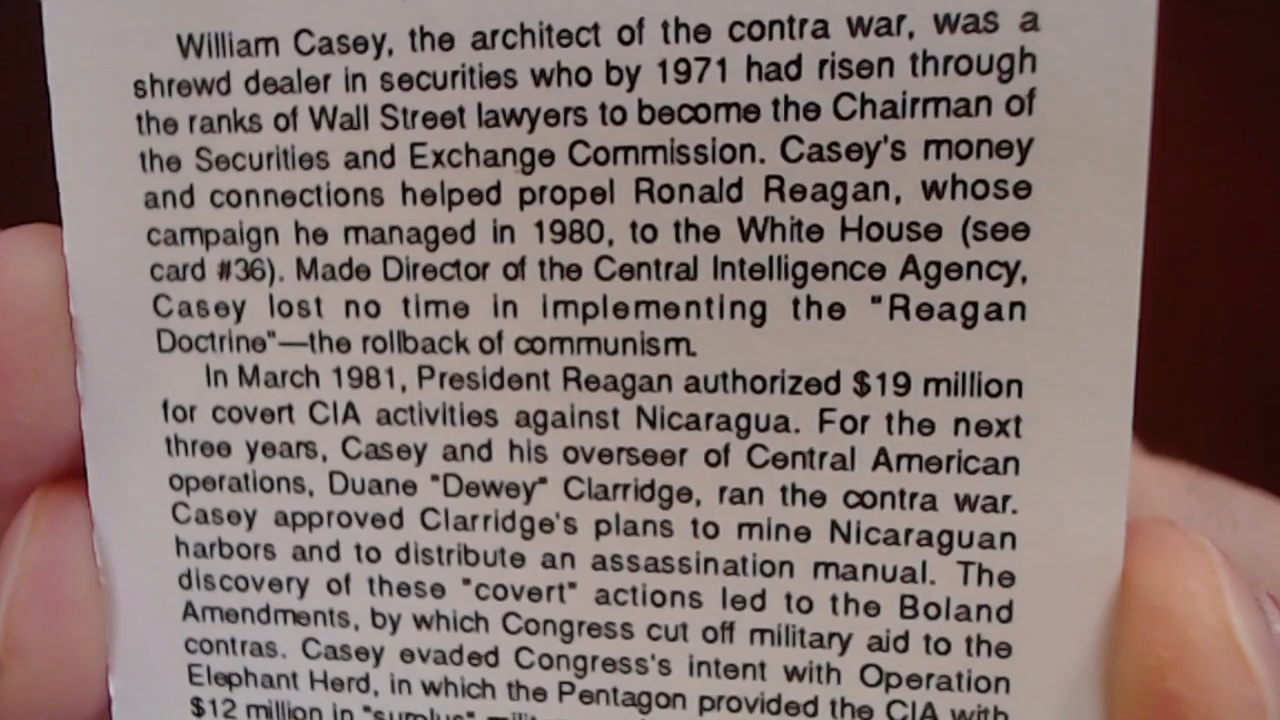 William Casey, the architect of the contra war, was a
shrewd dealer in securities who by 1971 had risen through
the ranks of Wall Street lawyers to become the Chairman of
the Securities and Exchange Commission. Casey's money
and connections helped propel Ronald Reagan, whose
campaign he managed in 1980, to the White House (see
card #36). Made Director of the Central Intelligence Agency,
Casey lost no time in implementing the "Reagan
Doctrine"—the rollback of communism.
In March 1981, President Reagan authorized $19 million
for covert CIA activities against Nicaragua. For the next
three years, Casey and his overseer of Central American
operations, Duane "Dewey" Clarridge, ran the contra war.
Casey approved Clarridge's plans to mine Nicaraguan
harbors and to distribute an assassination manual. The
discovery of these "covert" actions led to the Boland
Amendments, by which Congress cut off military aid to the
contras. Casey evaded Congress's intent with Operation
Elephant Herd, in which the Pentagon provided the CIA with
$12 million in "surplus"